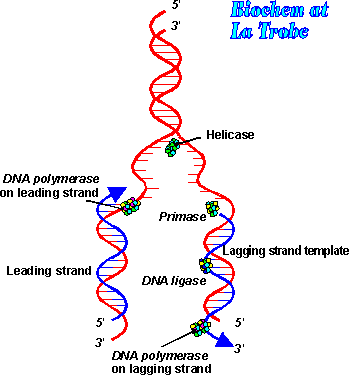 5'
3'
Biochem at
La Trobe
Helicase
DNA polymerase
on leading strand
Primase
Lagging strand template
Leading strand
DNA ligase
5'
3'
5'
3'
DNA polymerase
on lagging strand